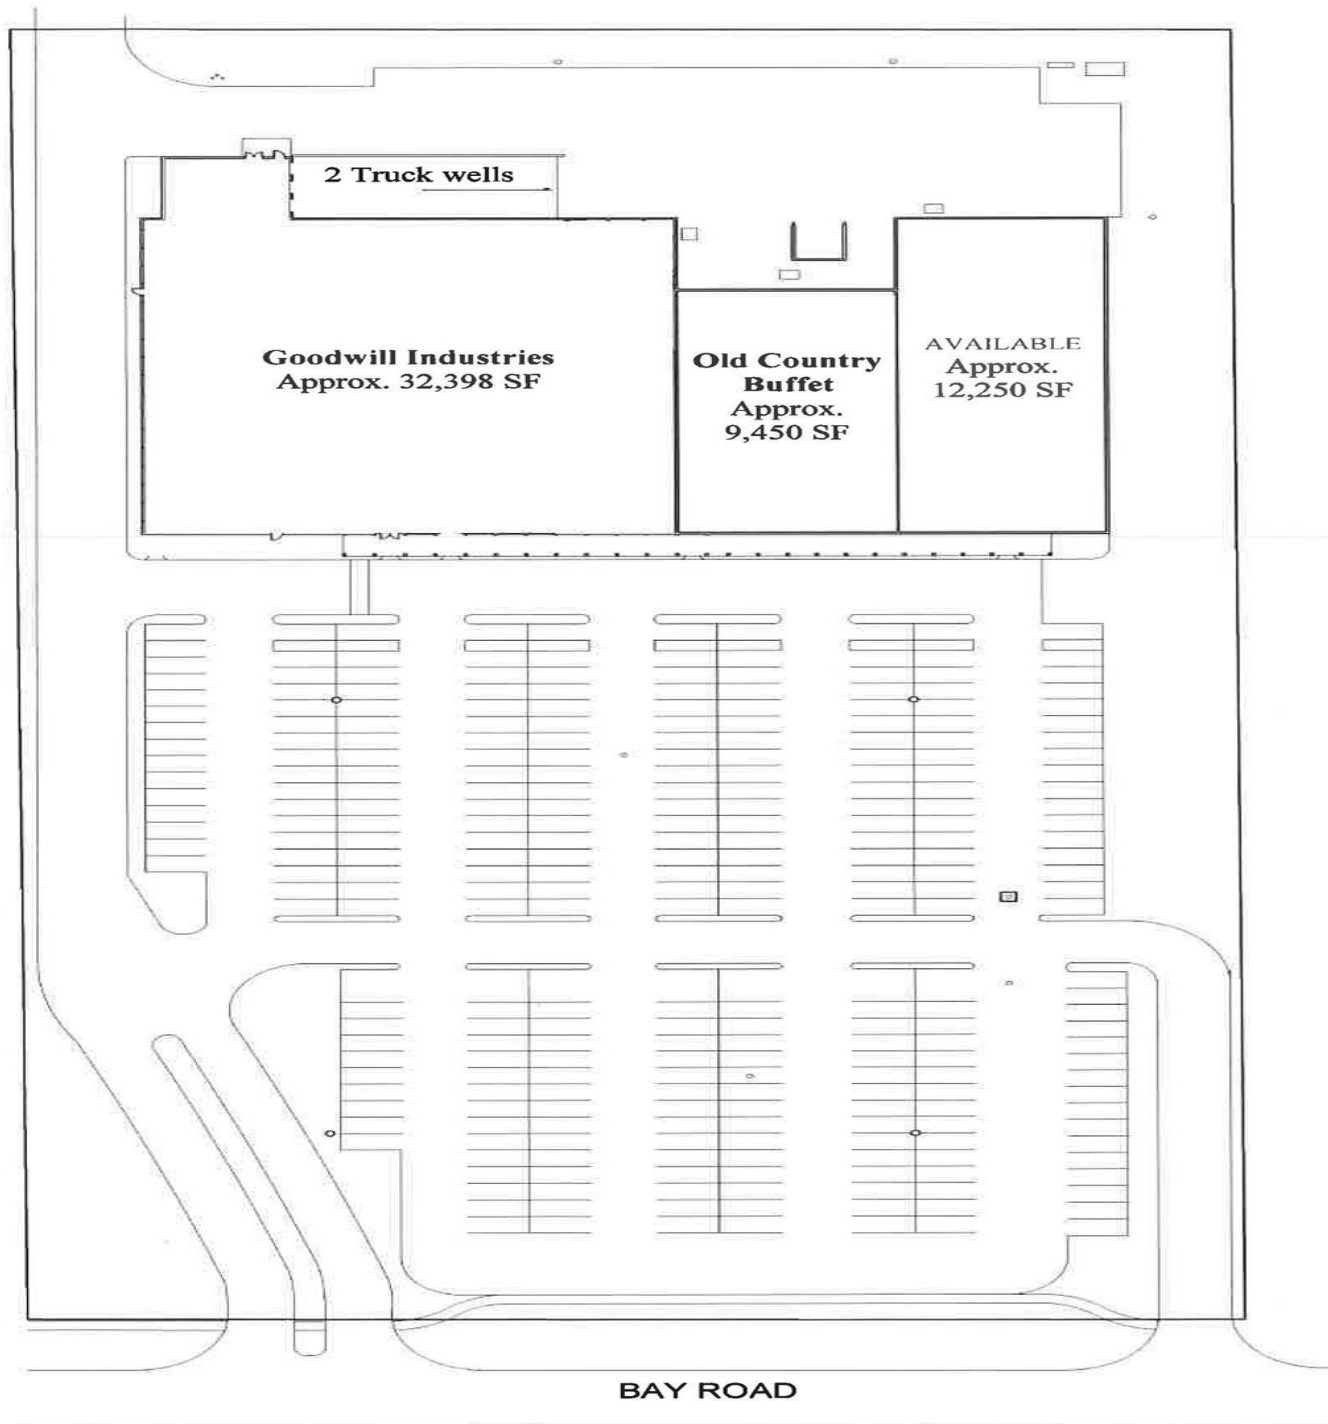 2 Truck wells
Goodwill Industries
Approx. 32,398 SF
Old Country
Buffet
Approx.
9,450 SF
AVAILABLE
Approx.
12,250 SF
BAY ROAD